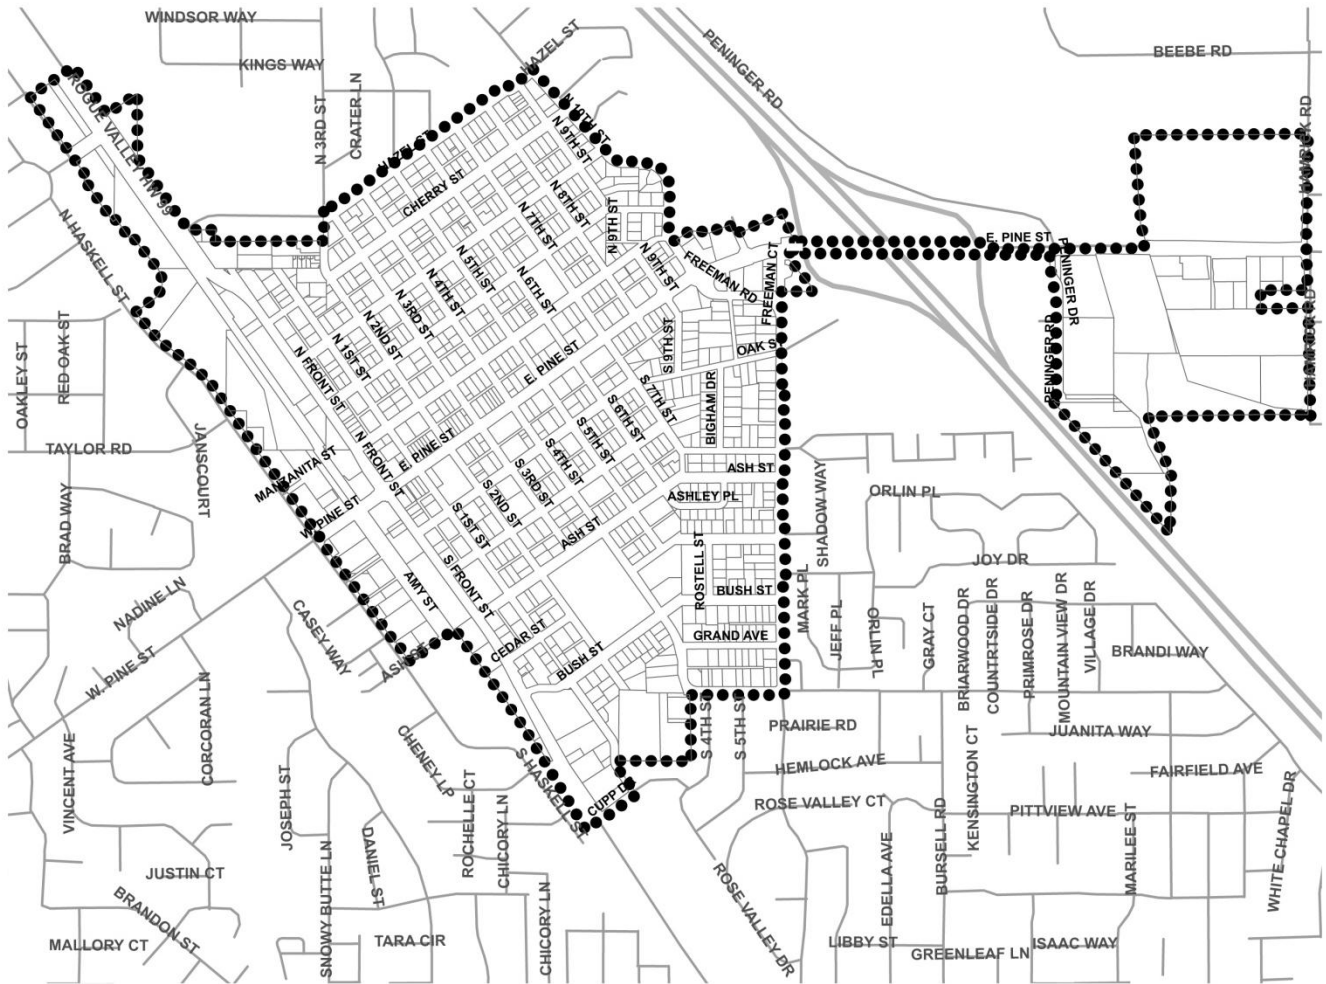 WINDSOR WAY
KINGS WAY
N 3RD ST
CRATER LN
HAZEL ST
PENINGER RD
BEEBE RD
ROGUE VALLEY HWY 99
HAZEL ST
CHERRY ST
N 10TH ST
N 9TH ST
N 8TH ST
N 7TH ST
N 9TH ST
N 6TH ST
N 5TH ST
N 4TH ST
N 3RD ST
N 2ND ST
N 1ST ST
N 9TH ST
FREEMAN RD
FREEMAN CT
E. PINE ST
PENINGER DR
PENINGER RD
N HASKELL ST
OAKLEY ST
RED OAK ST
N FRONT ST
E. PINE ST
S 9TH ST
OAK S
BIGHAM DR
S 7TH ST
S 6TH ST
S 5TH ST
S 4TH ST
S 3RD ST
S 2ND ST
S 1ST ST
TAYLOR RD
JANSCOURT
MANZANITA ST
N FRONT ST
E. PINE ST
W. PINE ST
BRAD WAY
ASH ST
ASHLEY PL
ASH ST
SHADOW WAY
ORLIN PL
JOY DR
NADINE LN
W. PINE ST
CASEY WAY
AMY ST
S FRONT ST
CEDAR ST
BUSH ST
ROSTELL ST
BUSH ST
GRAND AVE
MARK PL
JEFF PL
ORLIN PL
GRAY CT
BRIARWOOD DR
COUNTRTSIDE DR
PRIMROSE DR
MOUNTAIN VIEW DR
VILLAGE DR
BRANDI WAY
ASH ST
VINCENT AVE
CORCORAN LN
JOSEPH ST
CHENEY LP
S HASKELL ST
CUPP DR
S 4TH ST
S 5TH ST
PRAIRIE RD
HEMLOCK AVE
ROSE VALLEY CT
JUANITA WAY
FAIRFIELD AVE
PITTVIEW AVE
KENSINGTON CT
BURSELL RD
EDELLA AVE
MARILEE ST
WHITE CHAPEL DR
JUSTIN CT
BRANDON ST
MALLORY CT
SNOWY BUTTE LN
DANIEL ST
TARA CIR
ROCHELLE CT
CHICORY LN
CHICORY LN
ROSE VALLEY DR
LIBBY ST
GREENLEAF LN
ISAAC WAY